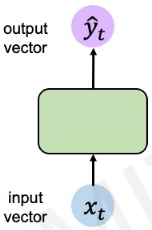 output
vector
ŷₜ
input
vector
xₜ